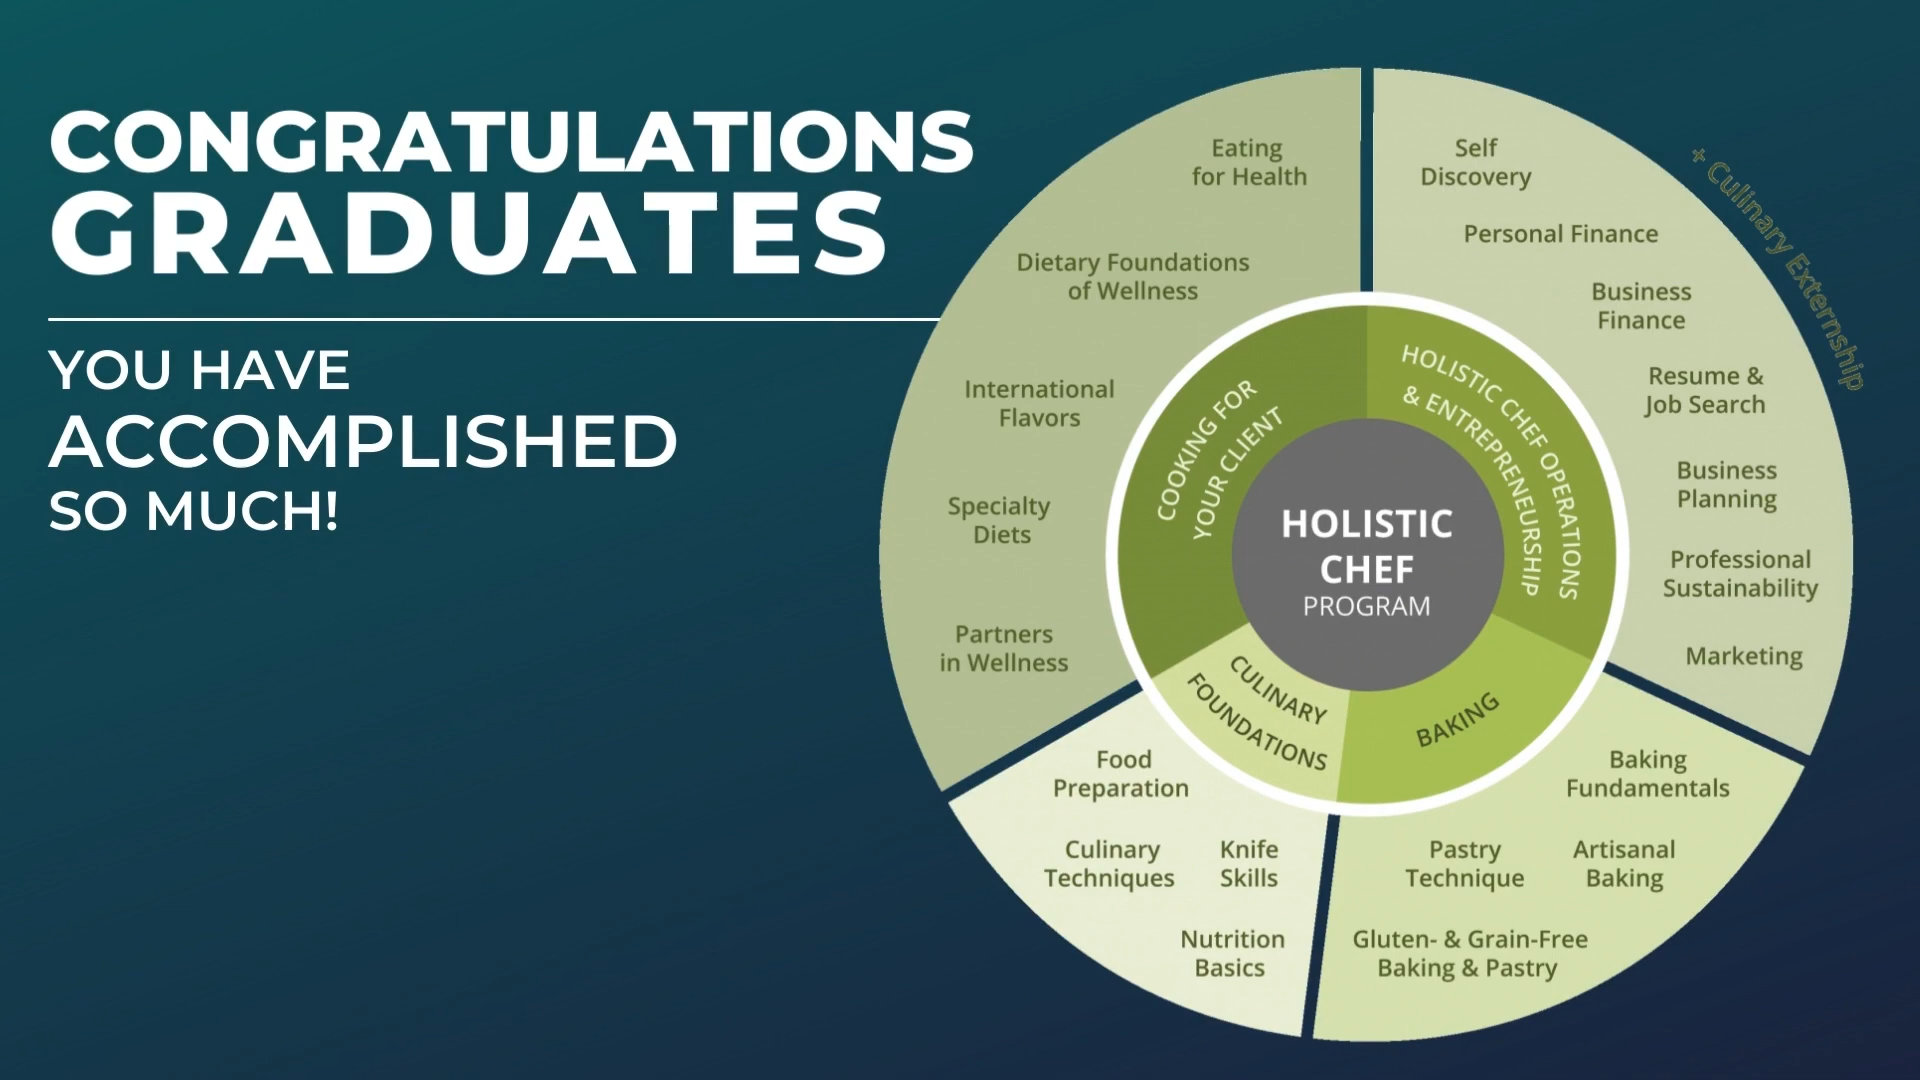 CONGRATULATIONS
GRADUATES
YOU HAVE
ACCOMPLISHED
SO MUCH!
Eating
for Health
Dietary Foundations
of Wellness
International
Flavors
Specialty
Diets
Partners
in Wellness
Self
Discovery
Personal Finance
Business
Finance
Resume &
Job Search
Business
Planning
Professional
Sustainability
Marketing
+ Culinary Externship
COOKING FOR
YOUR CLIENT
HOLISTIC CHEF OPERATIONS
& ENTREPRENEURSHIP
HOLISTIC
CHEF
PROGRAM
CULINARY
FOUNDATIONS
BAKING
Food
Preparation
Culinary
Techniques
Knife
Skills
Nutrition
Basics
Baking
Fundamentals
Pastry
Technique
Artisanal
Baking
Gluten- & Grain-Free
Baking & Pastry